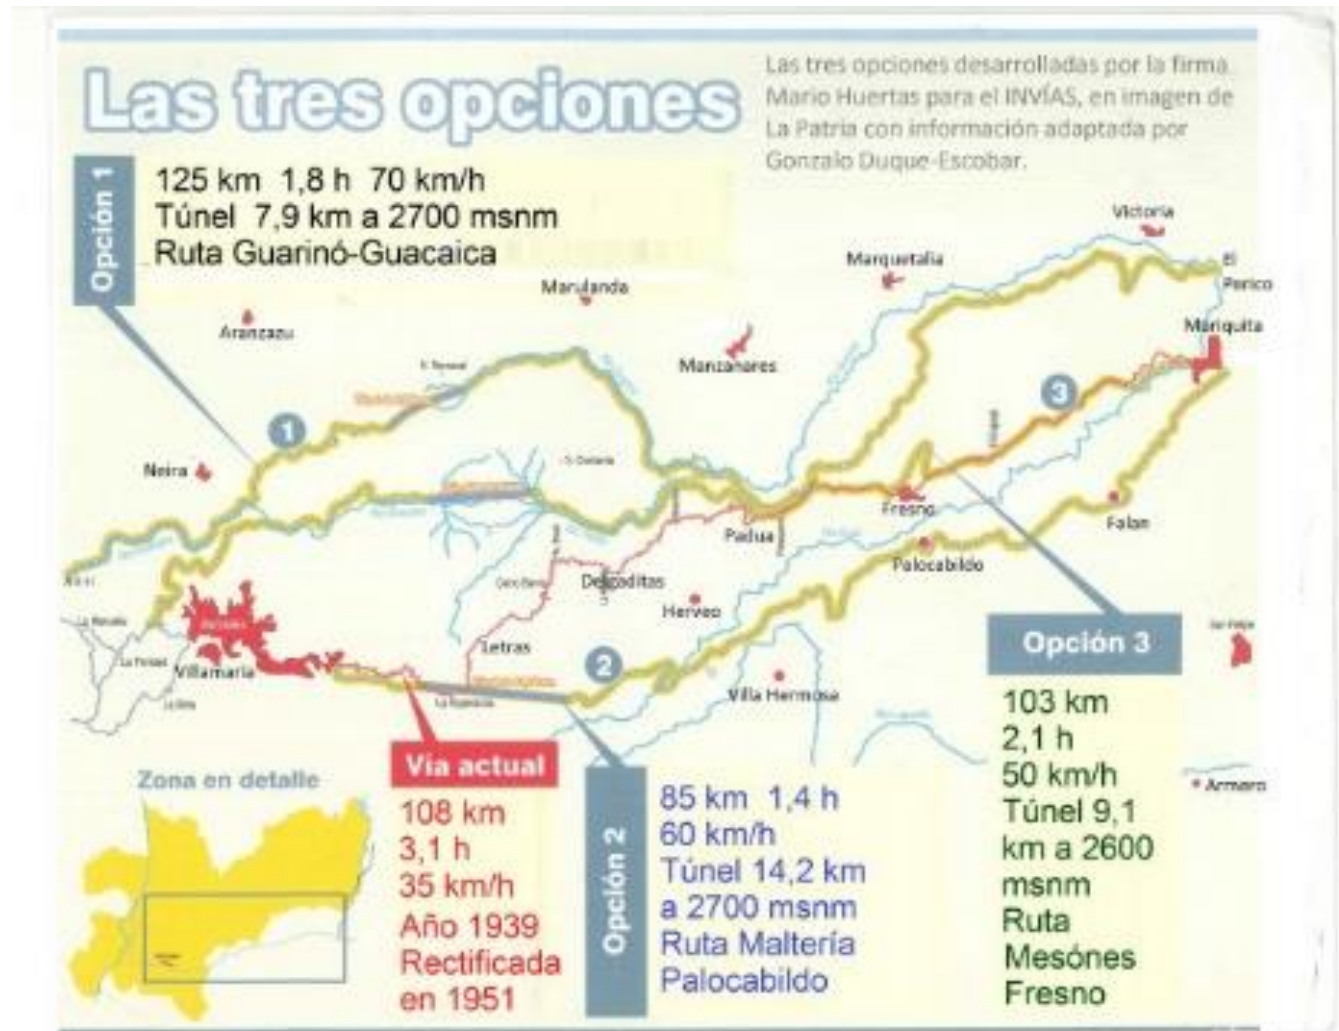 Las tres opciones
Las tres opciones desarrolladas por la firma
Mario Huertas para el INVÍAS, en imagen de
La Patria con información adaptada por
Gonzalo Duque-Escobar.
Opción 1
125 km 1,8 h 70 km/h
Túnel 7,9 km a 2700 msnm
Ruta Guarinó-Guacaica
Victoria
Marquetalia
El
Perico
Marulanda
Aranzazu
Mariquita
Manzanares
3
1
Neira
Fresno
Falan
Padua
Palocabildo
Delgaditas
Herveo
Letras
2
Villamaría
Villa Hermosa
Opción 3
103 km
2,1 h
50 km/h
Túnel 9,1
km a 2600
msnm
Ruta
Mesónes
Fresno
Armero
Vía actual
108 km
3,1 h
35 km/h
Año 1939
Rectificada
en 1951
Opción 2
85 km 1,4 h
60 km/h
Túnel 14,2 km
a 2700 msnm
Ruta Maltería
Palocabildo
Zona en detalle